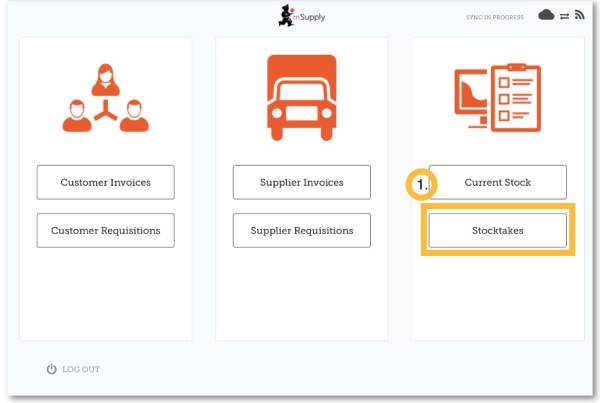 mSupply
SYNC IN PROGRESS
Customer Invoices
Supplier Invoices
1.
Current Stock
Customer Requisitions
Supplier Requisitions
Stocktakes
LOG OUT